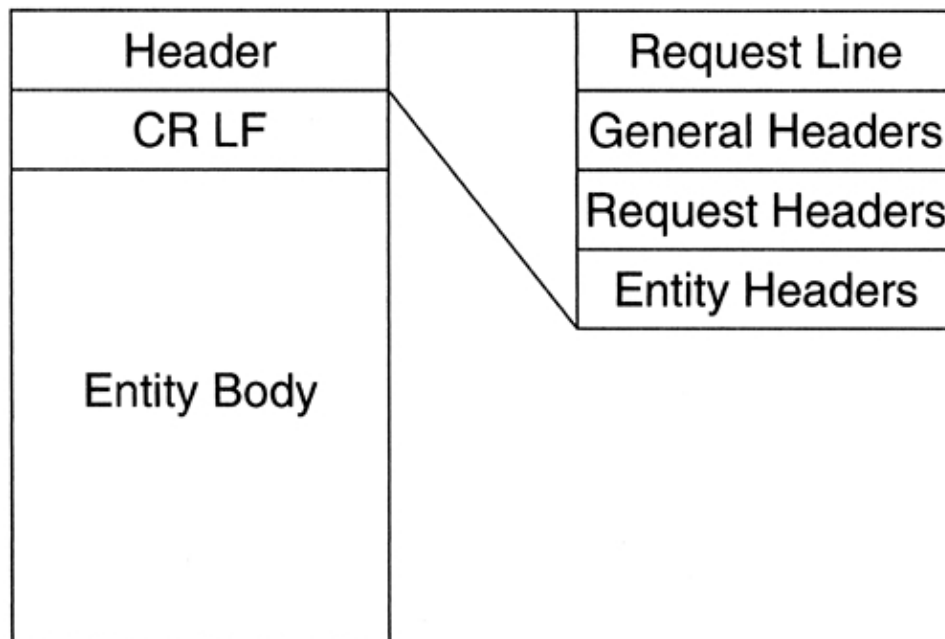 Header
CR LF
Entity Body
Request Line
General Headers
Request Headers
Entity Headers